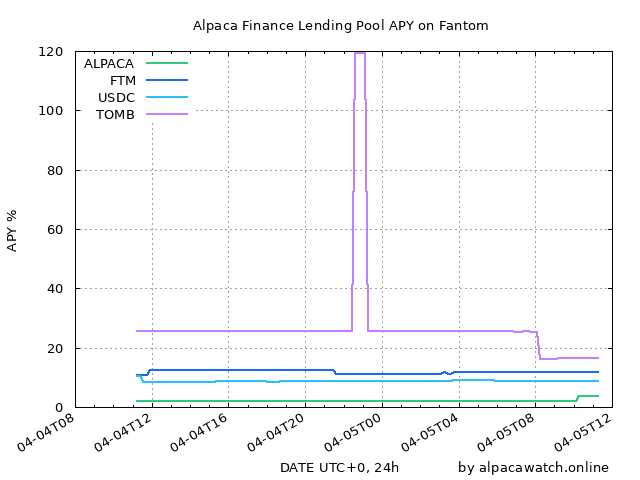 Alpaca Finance Lending Pool APY on Fantom
120
100
80
60
40
20
0
APY %
ALPACA
FTM
USDC
TOMB
04-04T08
04-04T12
04-04T16
04-04T20
04-05T00
04-05T04
04-05T08
04-05T12
DATE UTC+0, 24h
by alpacawatch.online